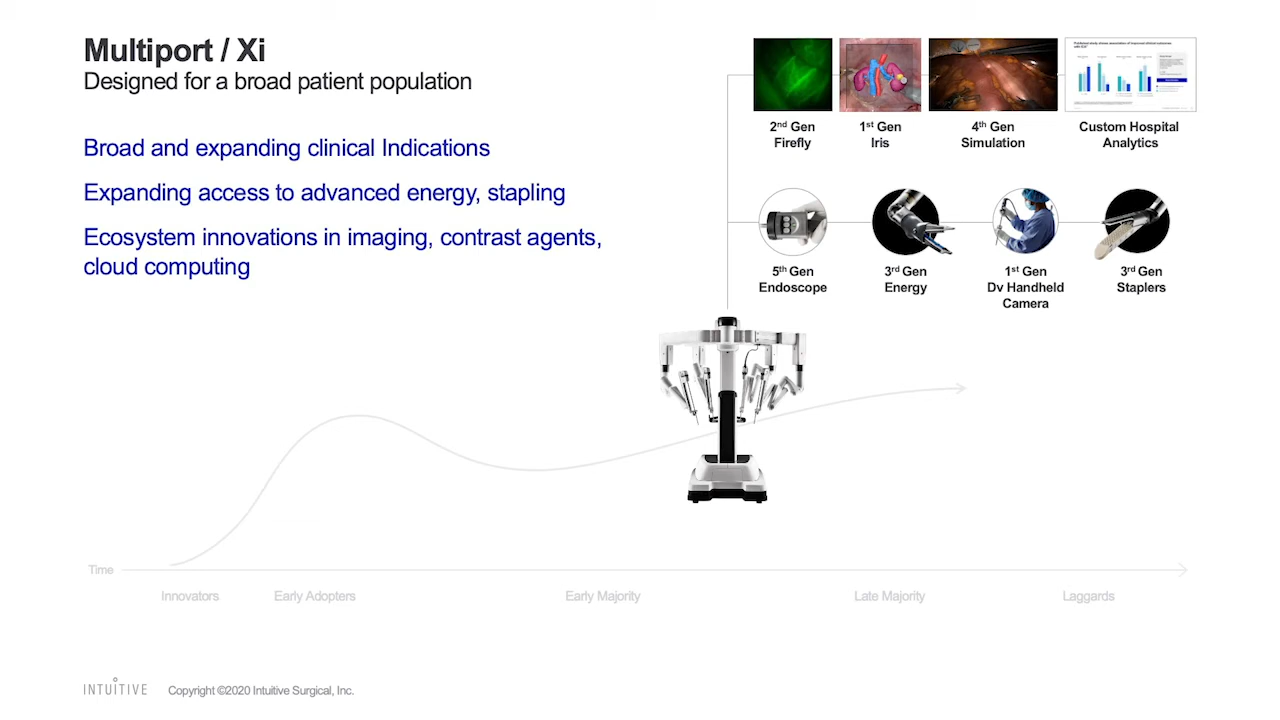 Multiport / Xi
Designed for a broad patient population
Broad and expanding clinical Indications
Expanding access to advanced energy, stapling
Ecosystem innovations in imaging, contrast agents,
cloud computing
2nd Gen
Firefly
1st Gen
Iris
4th Gen
Simulation
Custom Hospital
Analytics
5th Gen
Endoscope
3rd Gen
Energy
1st Gen
Dv Handheld
Camera
3rd Gen
Staplers
Time
Innovators
Early Adopters
Early Majority
Late Majority
Laggards
INTUITIVE
Copyright ©2020 Intuitive Surgical, Inc.